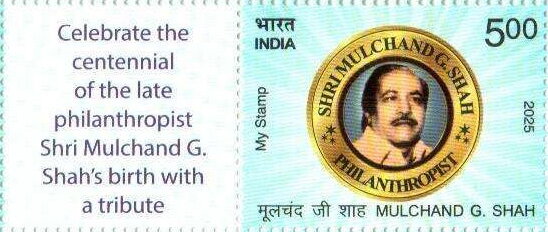 Celebrate the
centennial
of the late
philanthropist
Shri Mulchand G.
Shah's birth with
a tribute
भारत
INDIA
5.00
My Stamp
SHRI MULCHAND G. SHAH
PHILANTHROPIST
2025
मूलचंद जी शाह MULCHAND G. SHAH